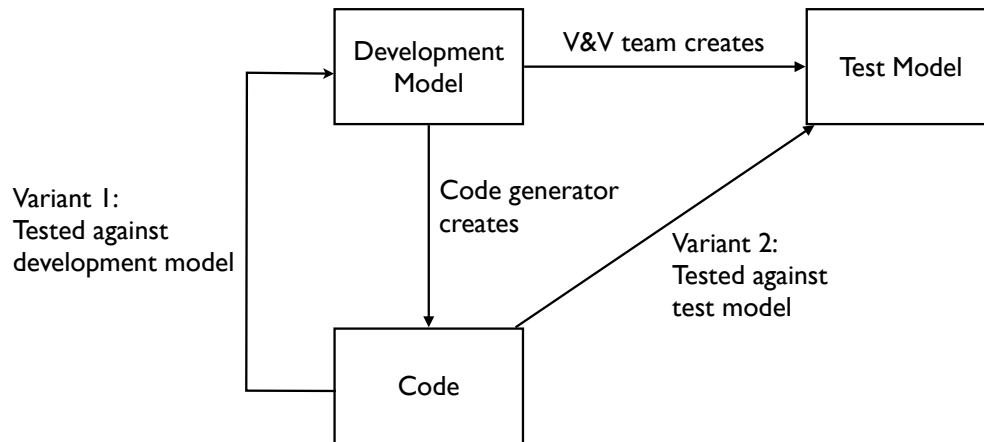 Development
Model
V&V team creates
Test Model
Variant 1:
Tested against
development model
Code generator
creates
Variant 2:
Tested against
test model
Code